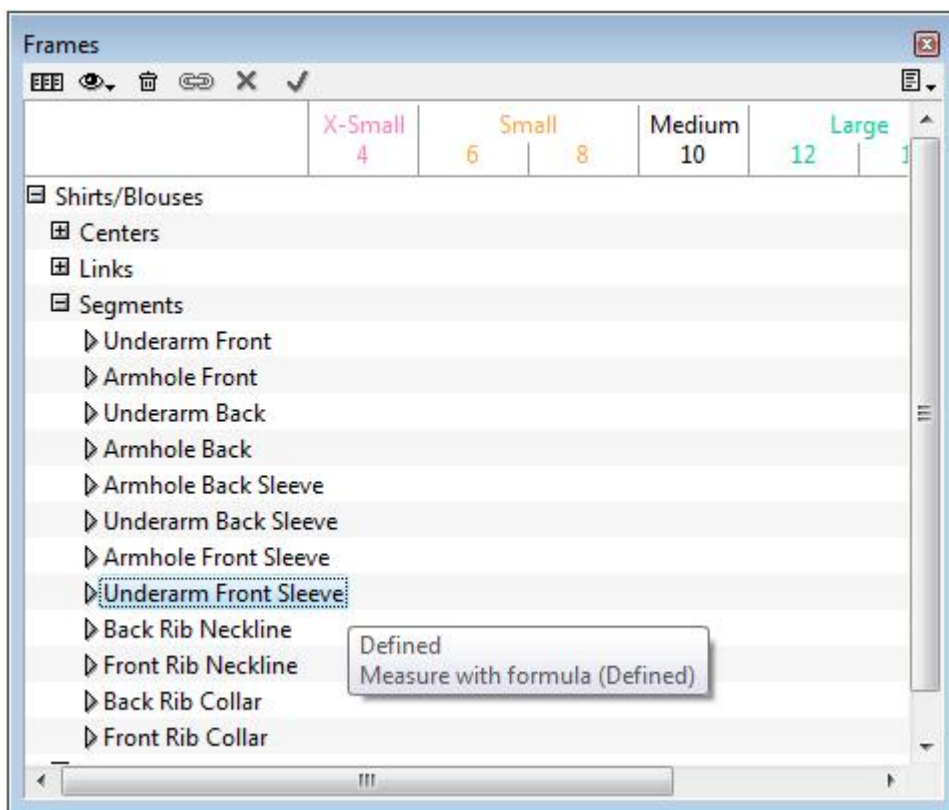 Frames
X-Small Small Medium Large
4 6 8 10 12
Shirts/Blouses
Centers
Links
Segments
Underarm Front
Armhole Front
Underarm Back
Armhole Back
Armhole Back Sleeve
Underarm Back Sleeve
Armhole Front Sleeve
Underarm Front Sleeve
Back Rib Neckline
Defined
Front Rib Neckline
Measure with formula (Defined)
Back Rib Collar
Front Rib Collar